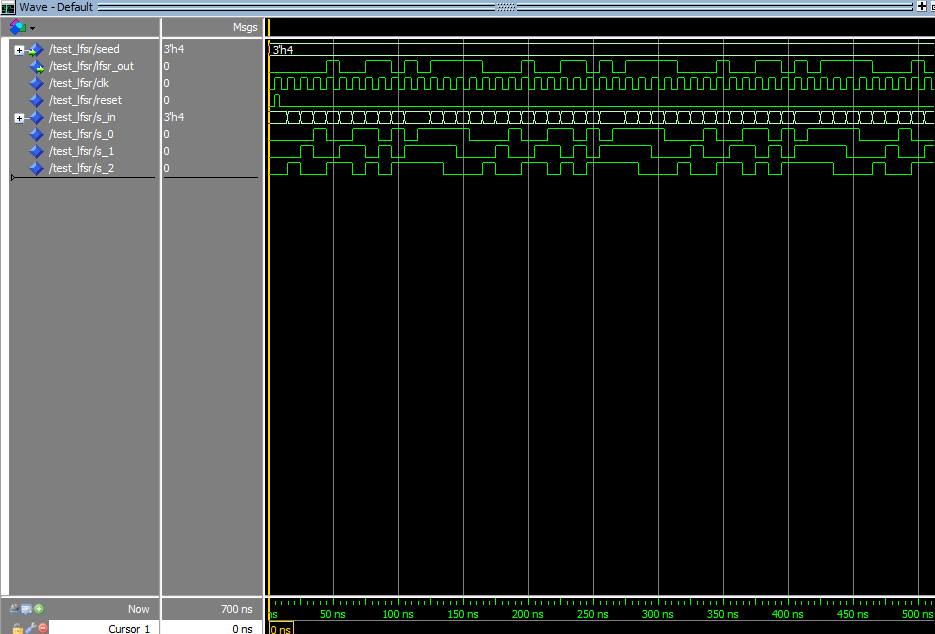 Wave - Default
Msgs
/test_lfsr/seed 3'h4 3'h4
/test_lfsr/lfsr_out 0
/test_lfsr/clk 0
/test_lfsr/reset 0
/test_lfsr/s_in 3'h4
/test_lfsr/s_0 0
/test_lfsr/s_1 0
/test_lfsr/s_2 0
Now 700 ns ns 50 ns 100 ns 150 ns 200 ns 250 ns 300 ns 350 ns 400 ns 450 ns 500 ns
Cursor 1 0 ns 0 ns